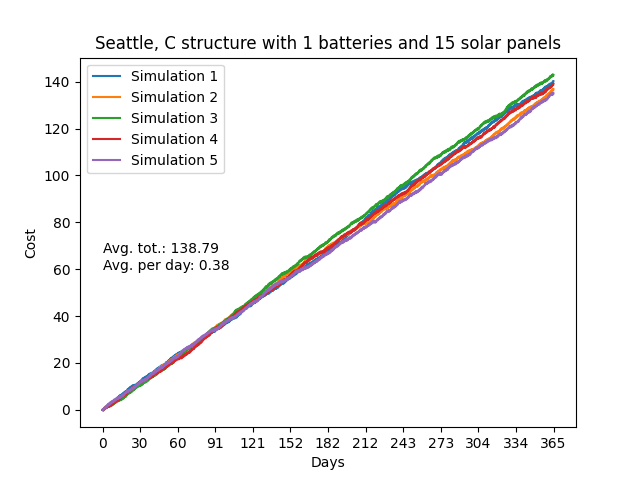 Seattle, C structure with 1 batteries and 15 solar panels
Simulation 1
Simulation 2
Simulation 3
Simulation 4
Simulation 5
Avg. tot.: 138.79
Avg. per day: 0.38
Cost
140
120
100
80
60
40
20
0
0 30 60 91 121 152 182 212 243 273 304 334 365
Days